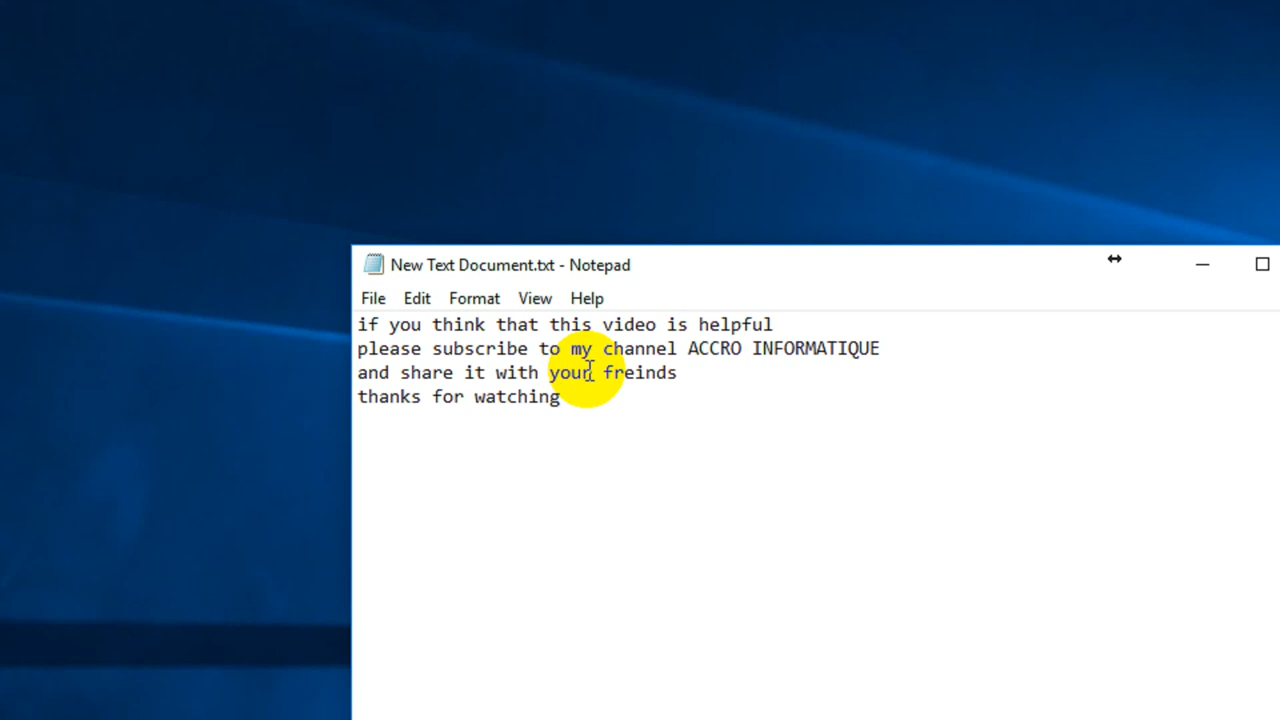 New Text Document.txt - Notepad
File Edit Format View Help
if you think that this video is helpful
please subscribe to my channel ACCRO INFORMATIQUE
and share it with your freinds
thanks for watching